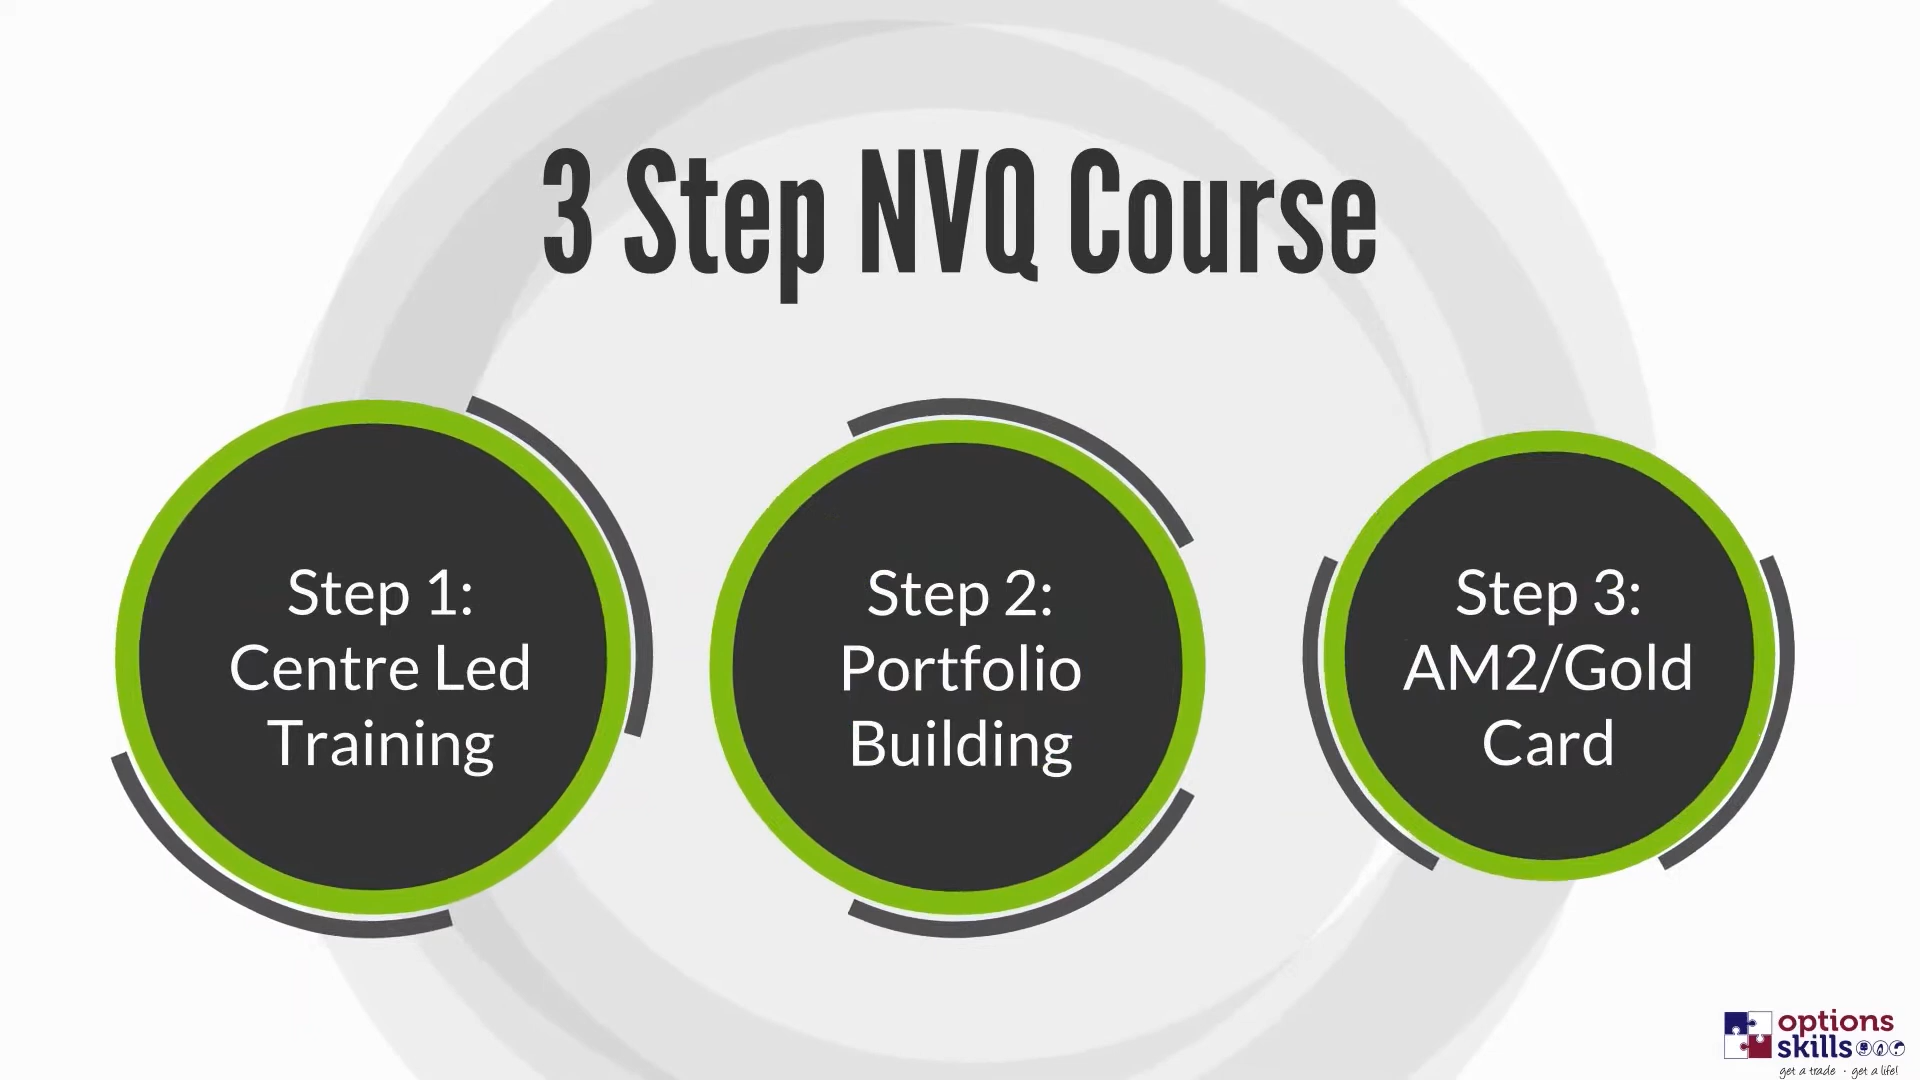 3 Step NVQ Course
Step 1:
Centre Led
Training
Step 2:
Portfolio
Building
Step 3:
AM2/Gold
Card
options
skills
get a trade · get a life!